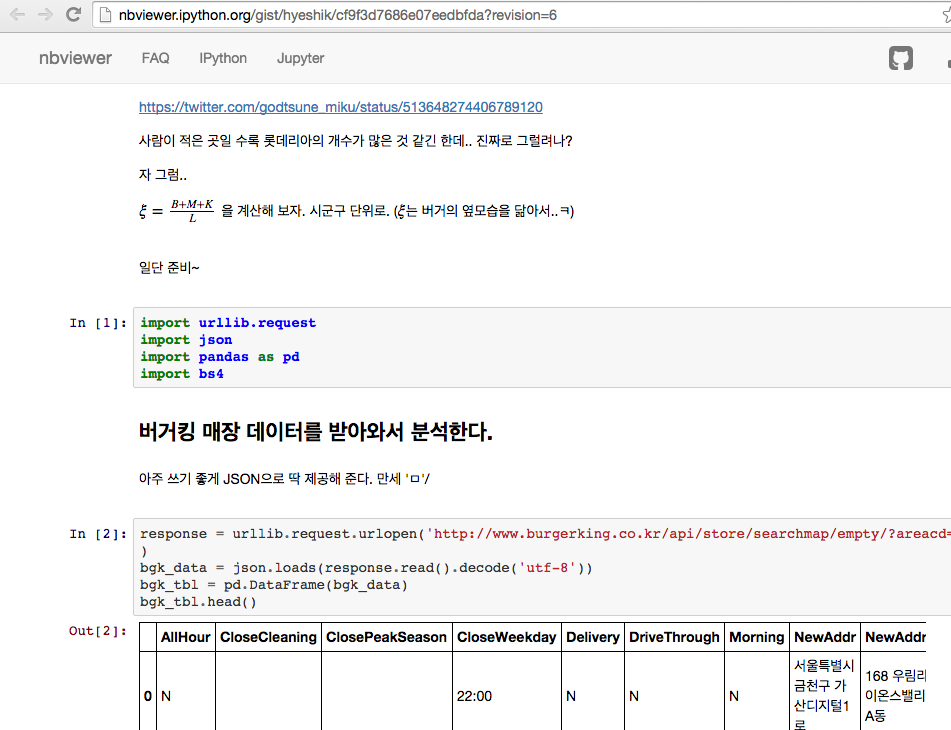 nbviewer.ipython.org/gist/hyeshik/cf9f3d7686e07eedbfda?revision=6
nbviewer FAQ IPython Jupyter
https://twitter.com/godtsune_miku/status/513648274406789120
사람이 적은 곳일 수록 롯데리아의 개수가 많은 것 같긴 한데.. 진짜로 그럴려나?
자 그럼..
ξ = B+M+K/L 을 계산해 보자. 시군구 단위로. (ξ는 버거의 옆모습을 닮아서..ㅋ)
일단 준비~
In [1]: import urllib.request
import json
import pandas as pd
import bs4
버거킹 매장 데이터를 받아와서 분석한다.
아주 쓰기 좋게 JSON으로 딱 제공해 준다. 만세 'ㅁ'/
In [2]: response = urllib.request.urlopen('http://www.burgerking.co.kr/api/store/searchmap/empty/?areacd=
)
bgk_data = json.loads(response.read().decode('utf-8'))
bgk_tbl = pd.DataFrame(bgk_data)
bgk_tbl.head()
Out[2]: AllHour CloseCleaning ClosePeakSeason CloseWeekday Delivery DriveThrough Morning NewAddr NewAddr
0 N 22:00 N N N 서울특별시 금천구 가산디지털1로 168 우림라이온스밸리 A동